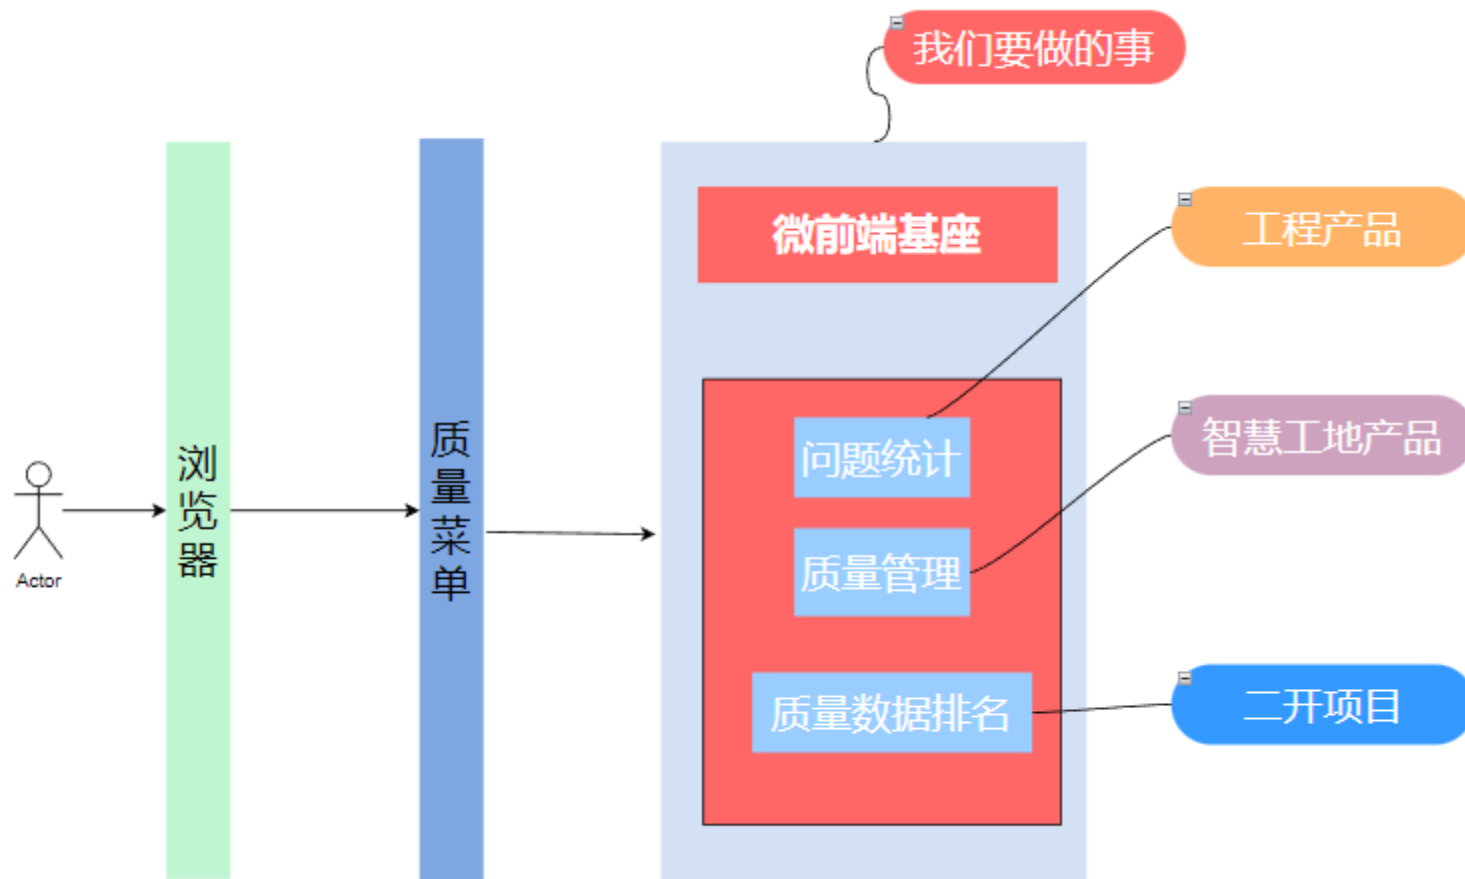 我们要做的事
微前端基座
工程产品
问题统计
智慧工地产品
质量管理
质量数据排名
二开项目
浏览器
质量菜单
Actor